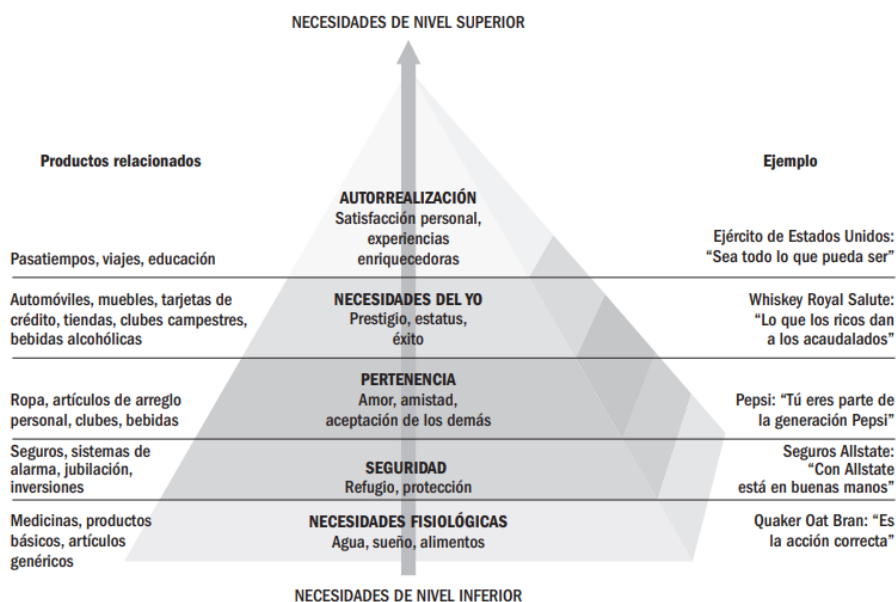 NECESIDADES DE NIVEL SUPERIOR
Productos relacionados
Ejemplo
AUTORREALIZACIÓN
Satisfacción personal,
experiencias
enriquecedoras
Pasatiempos, viajes, educación
Ejército de Estados Unidos:
“Sea todo lo que pueda ser”
Automóviles, muebles, tarjetas de
crédito, tiendas, clubes campestres,
bebidas alcohólicas
NECESIDADES DEL YO
Prestigio, estatus,
éxito
Whiskey Royal Salute:
“Lo que los ricos dan
a los acaudalados”
Ropa, artículos de arreglo
personal, clubes, bebidas
PERTENENCIA
Amor, amistad,
aceptación de los demás
Pepsi: “Tú eres parte de
la generación Pepsi”
Seguros, sistemas de
alarma, jubilación,
inversiones
SEGURIDAD
Refugio, protección
Seguros Allstate:
“Con Allstate
está en buenas manos”
Medicinas, productos
básicos, artículos
genéricos
NECESIDADES FISIOLÓGICAS
Agua, sueño, alimentos
Quaker Oat Bran: “Es
la acción correcta”
NECESIDADES DE NIVEL INFERIOR